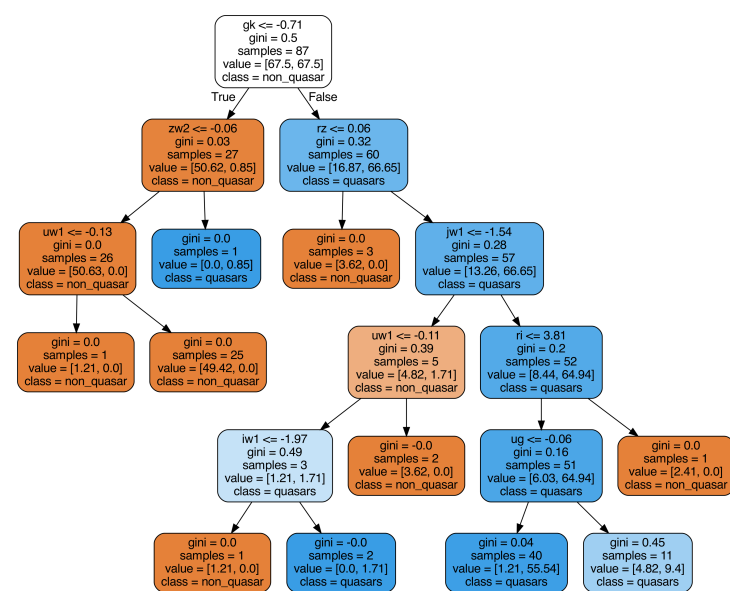 gk <= -0.71
gini = 0.5
samples = 87
value = [67.5, 67.5]
class = non_quasar
True
False
zw2 <= -0.06
gini = 0.03
samples = 27
value = [50.62, 0.85]
class = non_quasar
rz <= 0.06
gini = 0.32
samples = 60
value = [16.87, 66.65]
class = quasars
uw1 <= -0.13
gini = 0.0
samples = 26
value = [50.63, 0.0]
class = non_quasar
gini = 0.0
samples = 1
value = [0.0, 0.85]
class = quasars
gini = 0.0
samples = 3
value = [3.62, 0.0]
class = non_quasar
jw1 <= -1.54
gini = 0.28
samples = 57
value = [13.26, 66.65]
class = quasars
gini = 0.0
samples = 1
value = [1.21, 0.0]
class = non_quasar
gini = 0.0
samples = 25
value = [49.42, 0.0]
class = non_quasar
uw1 <= -0.11
gini = 0.39
samples = 5
value = [4.82, 1.71]
class = non_quasar
ri <= 3.81
gini = 0.2
samples = 52
value = [8.44, 64.94]
class = quasars
iw1 <= -1.97
gini = 0.49
samples = 3
value = [1.21, 1.71]
class = quasars
gini = -0.0
samples = 2
value = [3.62, 0.0]
class = non_quasar
ug <= -0.06
gini = 0.16
samples = 51
value = [6.03, 64.94]
class = quasars
gini = 0.0
samples = 1
value = [2.41, 0.0]
class = non_quasar
gini = 0.0
samples = 1
value = [1.21, 0.0]
class = non_quasar
gini = -0.0
samples = 2
value = [0.0, 1.71]
class = quasars
gini = 0.04
samples = 40
value = [1.21, 55.54]
class = quasars
gini = 0.45
samples = 11
value = [4.82, 9.4]
class = quasars